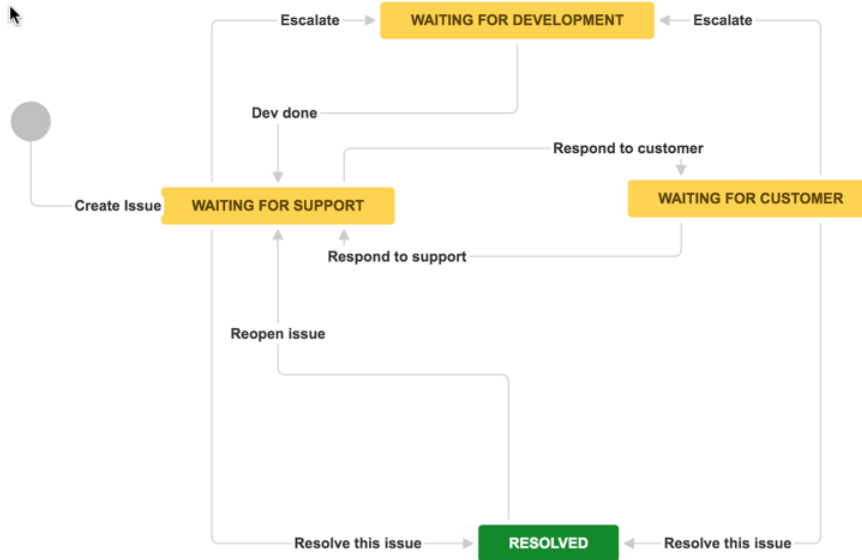 Escalate
WAITING FOR DEVELOPMENT
Escalate
Dev done
Respond to customer
Create Issue
WAITING FOR SUPPORT
WAITING FOR CUSTOMER
Respond to support
Reopen issue
Resolve this issue
RESOLVED
Resolve this issue